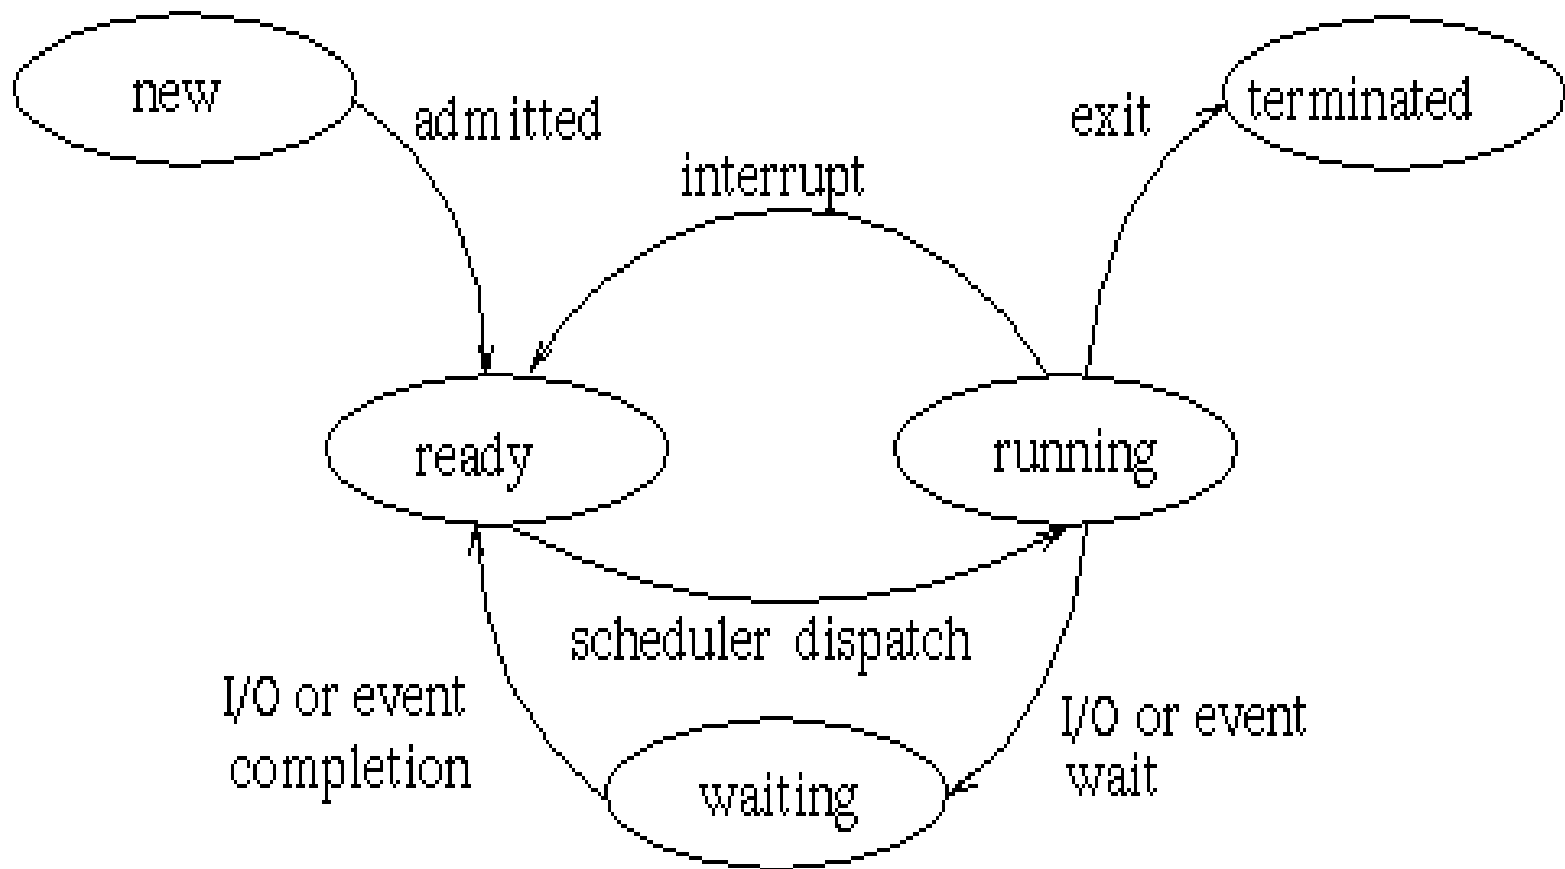 new
admitted
exit
terminated
interrupt
ready
running
scheduler dispatch
I/O or event
completion
waiting
I/O or event
wait